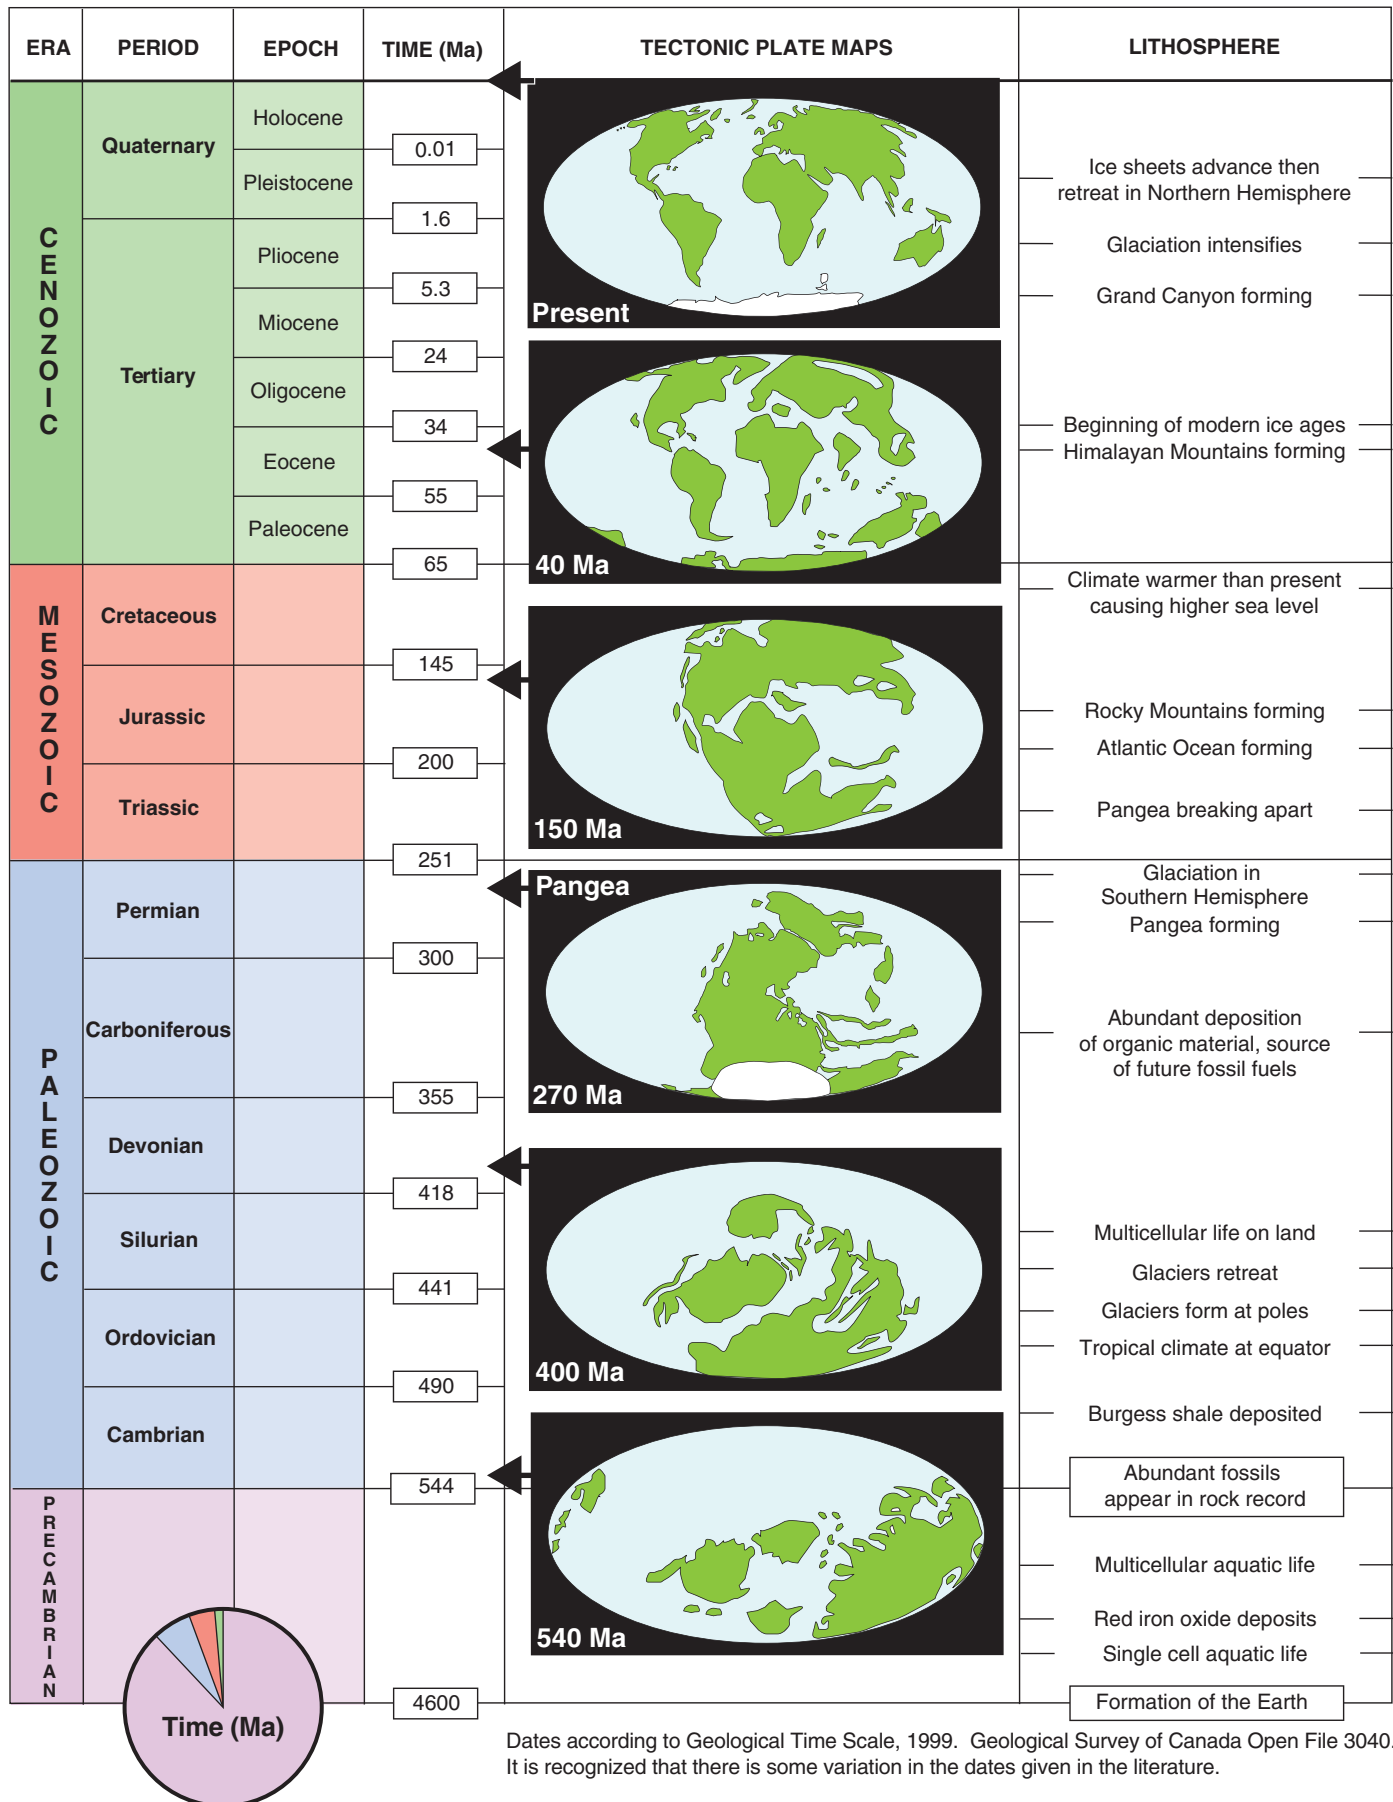 ERA PERIOD EPOCH TIME (Ma) TECTONIC PLATE MAPS LITHOSPHERE
CENOZOIC
Quaternary
Tertiary
Holocene
Pleistocene
Pliocene
Miocene
Oligocene
Eocene
Paleocene
MESOZOIC
Cretaceous
Jurassic
Triassic
PALEOZOIC
Permian
Carboniferous
Devonian
Silurian
Ordovician
Cambrian
PRECAMBRIAN
Time (Ma)
0.01
1.6
5.3
24
34
55
65
145
200
251
300
355
418
441
490
544
4600
Present
40 Ma
150 Ma
Pangea
270 Ma
400 Ma
540 Ma
Ice sheets advance then
retreat in Northern Hemisphere
Glaciation intensifies
Grand Canyon forming
Beginning of modern ice ages
Himalayan Mountains forming
Climate warmer than present
causing higher sea level
Rocky Mountains forming
Atlantic Ocean forming
Pangea breaking apart
Glaciation in
Southern Hemisphere
Pangea forming
Abundant deposition
of organic material, source
of future fossil fuels
Multicellular life on land
Glaciers retreat
Glaciers form at poles
Tropical climate at equator
Burgess shale deposited
Abundant fossils
appear in rock record
Multicellular aquatic life
Red iron oxide deposits
Single cell aquatic life
Formation of the Earth
Dates according to Geological Time Scale, 1999. Geological Survey of Canada Open File 3040.
It is recognized that there is some variation in the dates given in the literature.